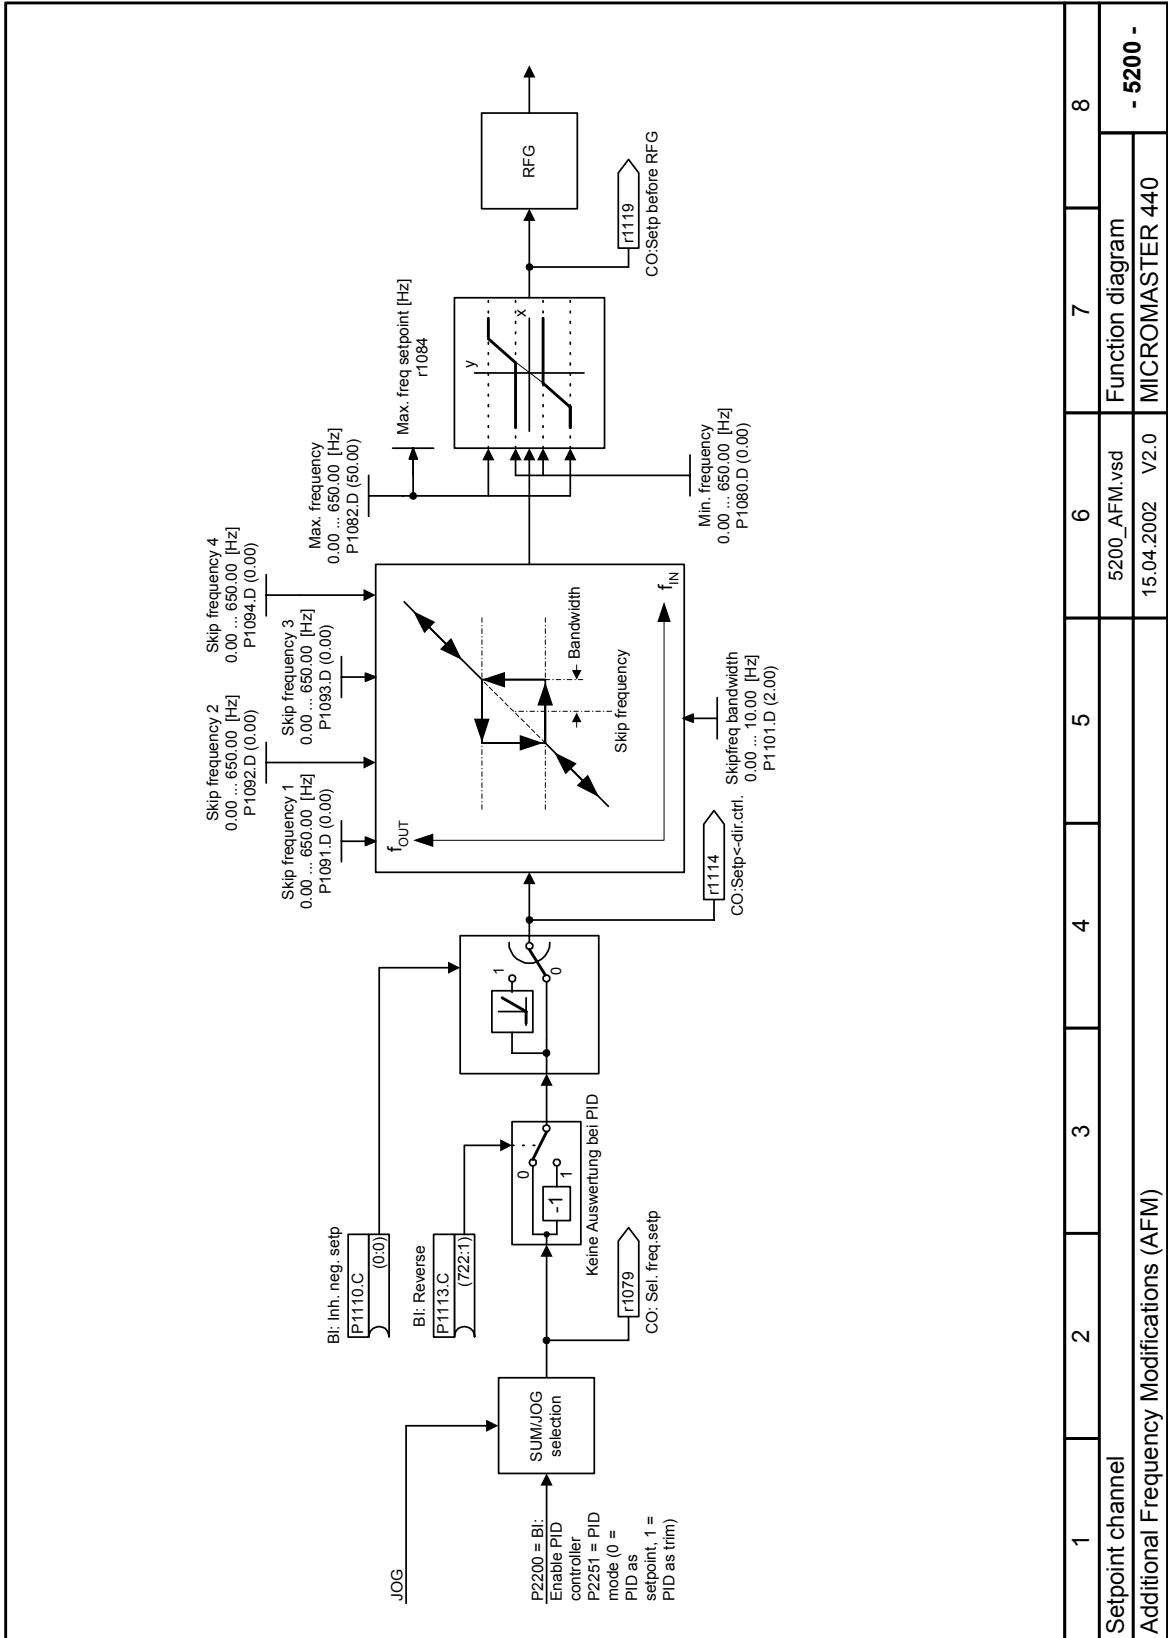 JOG
P2200 = BI:
Enable PID
controller
P2251 = PID
mode (0 =
PID as
setpoint, 1 =
PID as trim)
SUM/JOG
selection
r1079
CO: Sel. freq.setp
BI: Inh. neg. setp
P1110.C
(0:0)
BI: Reverse
P1113.C
(722:1)
0
1
-1
Keine Auswertung bei PID
1
0
r1114
CO:Setp<-dir.ctrl.
Skip frequency 1
0.00 ... 650.00 [Hz]
P1091.D (0.00)
Skip frequency 2
0.00 ... 650.00 [Hz]
P1092.D (0.00)
Skip frequency 3
0.00 ... 650.00 [Hz]
P1093.D (0.00)
Skip frequency 4
0.00 ... 650.00 [Hz]
P1094.D (0.00)
fOUT
fIN
Bandwidth
Skip frequency
Skipfreq bandwidth
0.00 ... 10.00 [Hz]
P1101.D (2.00)
Max. frequency
0.00 ... 650.00 [Hz]
P1082.D (50.00)
Max. freq setpoint [Hz]
r1084
y
x
Min. frequency
0.00 ... 650.00 [Hz]
P1080.D (0.00)
r1119
CO:Setp before RFG
RFG
1 2 3 4 5 6 7 8
Setpoint channel 5200_AFM.vsd Function diagram - 5200 -
Additional Frequency Modifications (AFM) 15.04.2002 V2.0 MICROMASTER 440